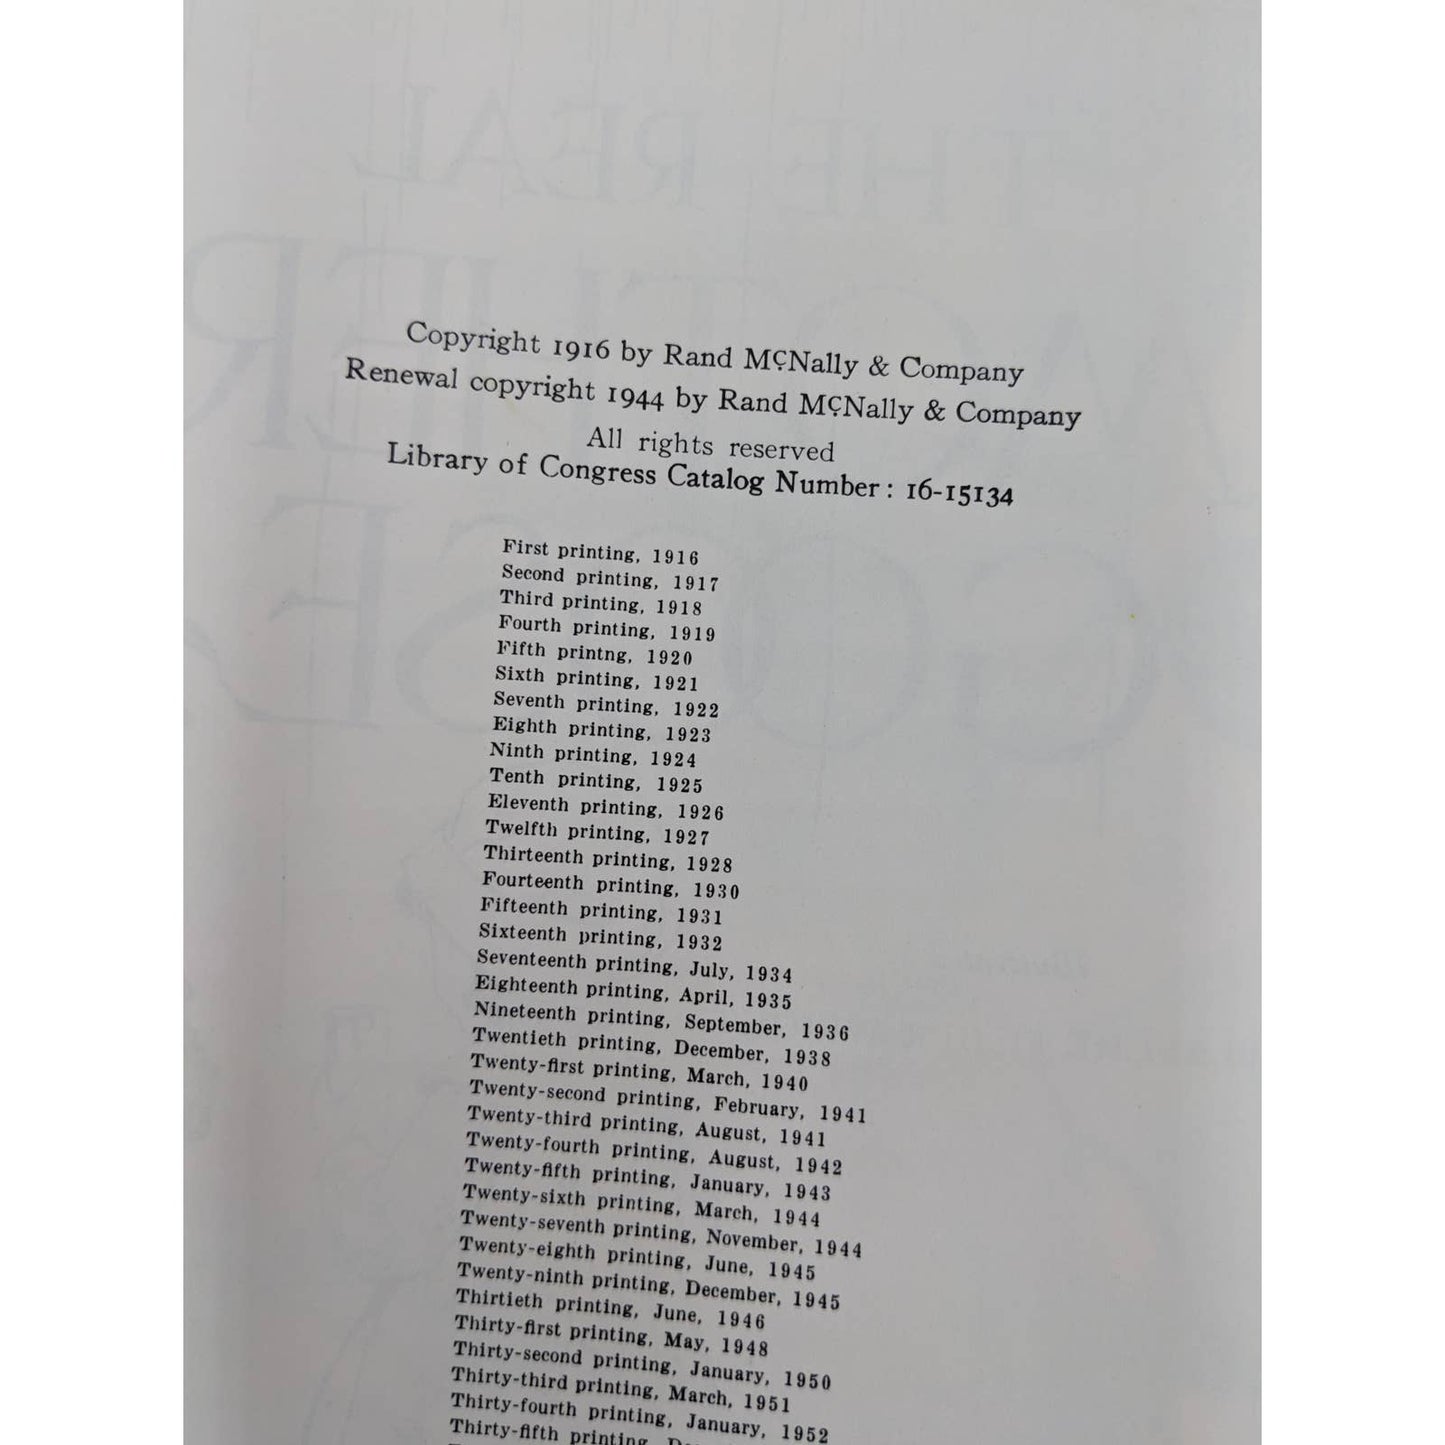 Copyright 1916 by Rand McNally & Company
Renewal copyright 1944 by Rand McNally & Company
All rights reserved
Library of Congress Catalog Number: 16-15134
First printing, 1916
Second printing, 1917
Third printing, 1918
Fourth printing, 1919
Fifth printng, 1920
Sixth printing, 1921
Seventh printing, 1922
Eighth printing, 1923
Ninth printing, 1924
Tenth printing, 1925
Eleventh printing, 1926
Twelfth printing, 1927
Thirteenth printing, 1928
Fourteenth printing, 1930
Fifteenth printing, 1931
Sixteenth printing, 1932
Seventeenth printing, July, 1934
Eighteenth printing, April, 1935
Nineteenth printing, September, 1936
Twentieth printing, December, 1938
Twenty-first printing, March, 1940
Twenty-second printing, February, 1941
Twenty-third printing, August, 1941
Twenty-fourth printing, August, 1942
Twenty-fifth printing, January, 1943
Twenty-sixth printing, March, 1944
Twenty-seventh printing, November, 1944
Twenty-eighth printing, June, 1945
Twenty-ninth printing, December, 1945
Thirtieth printing, June, 1946
Thirty-first printing, May, 1948
Thirty-second printing, January, 1950
Thirty-third printing, March, 1951
Thirty-fourth printing, January, 1952
Thirty-fifth printing,